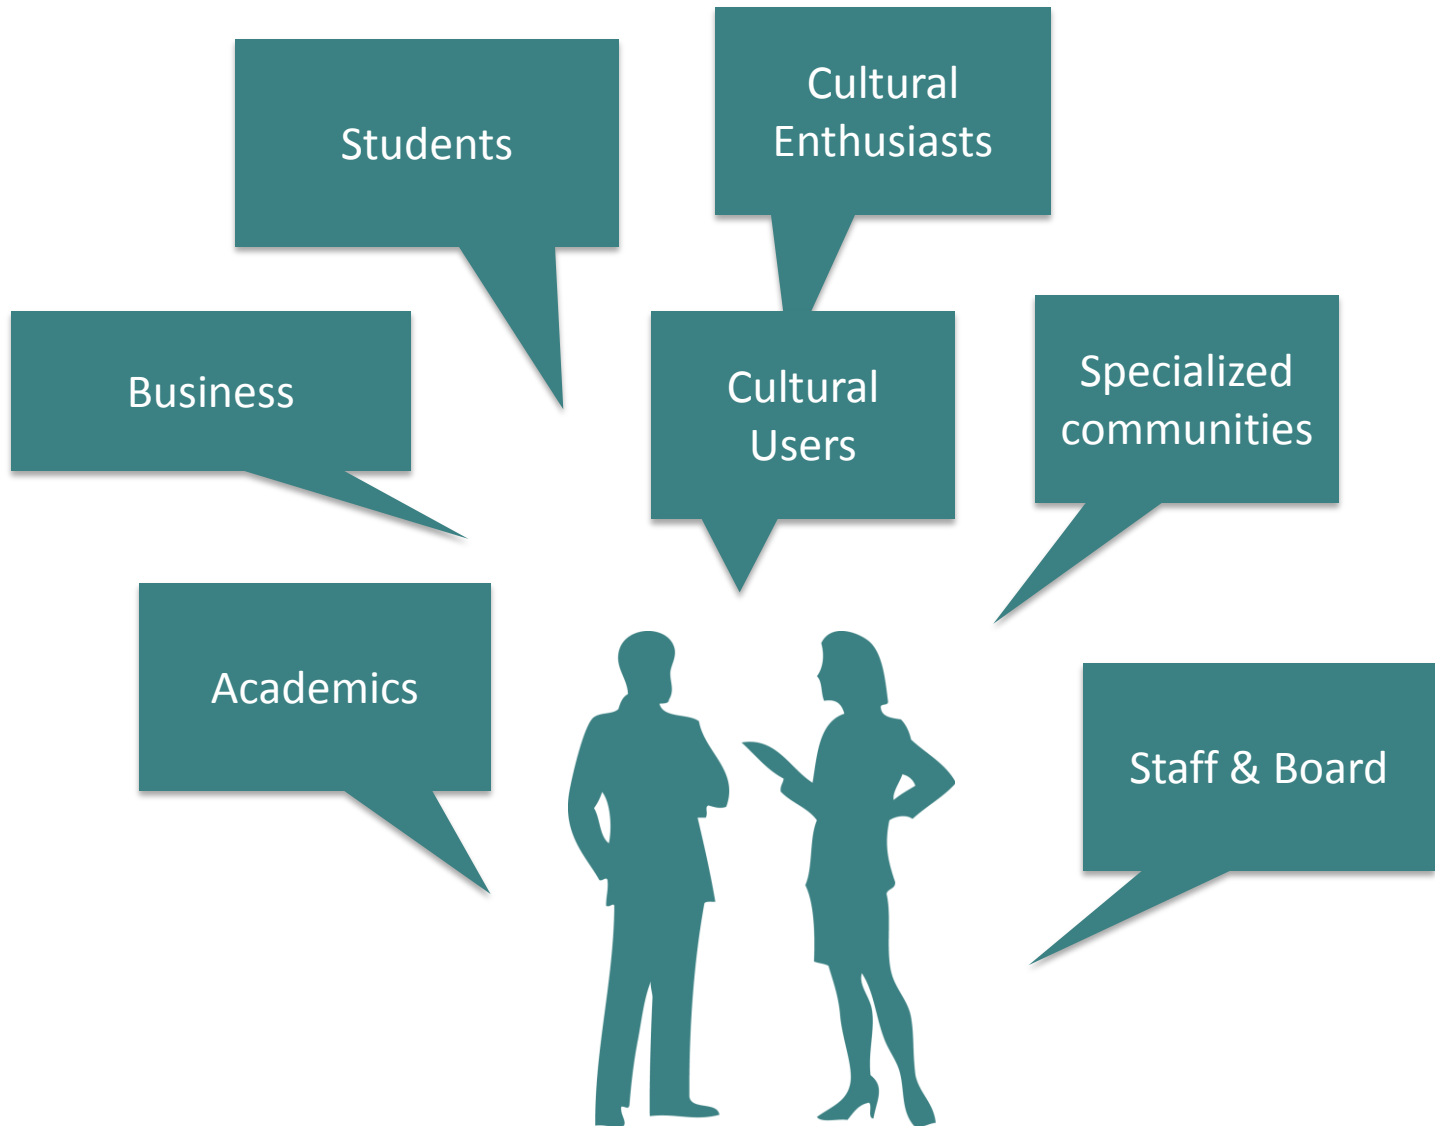 Students
Cultural
Enthusiasts
Business
Cultural
Users
Specialized
communities
Academics
Staff & Board